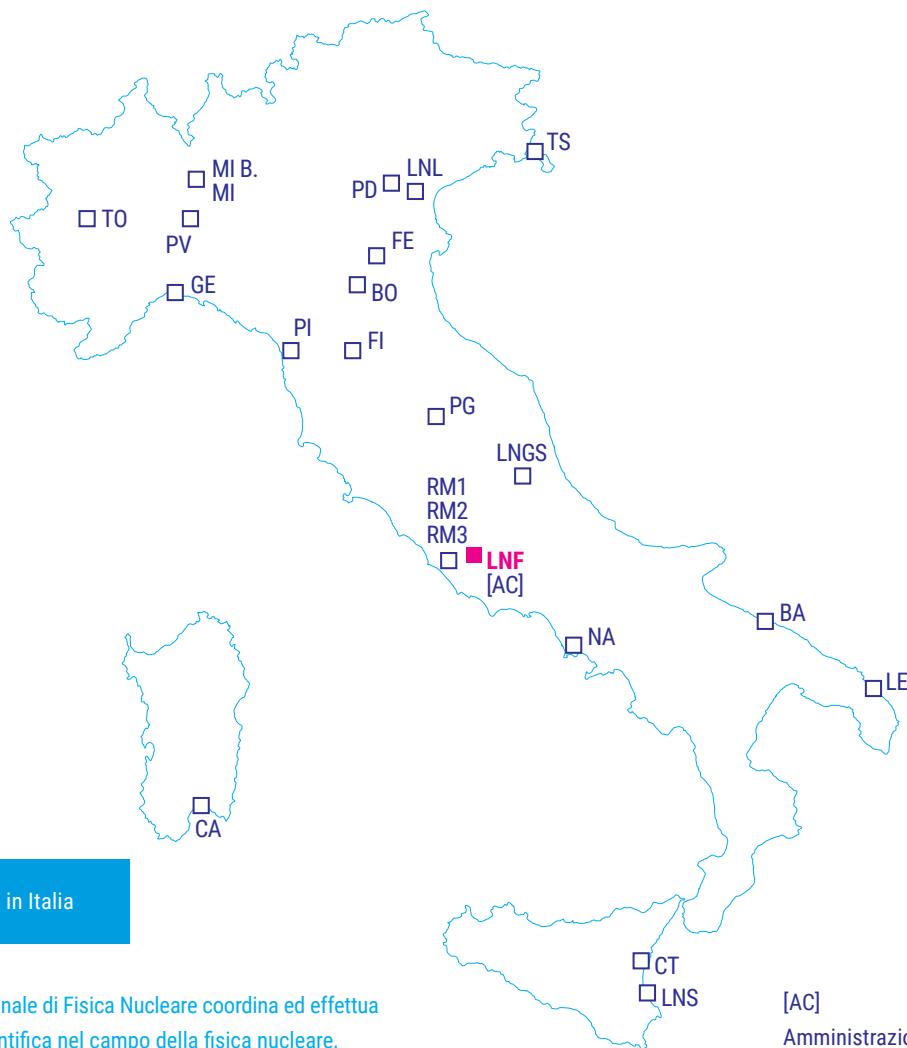 TS
MI B.
MI
LNL
PD
TO
PV
FE
GE
BO
PI
FI
PG
LNGS
RM1
RM2
RM3
LNF
[AC]
NA
BA
LE
CA
in Italia
CT
LNS
nale di Fisica Nucleare coordina ed effettua
ntifica nel campo della fisica nucleare,
[AC]
Amministrazio